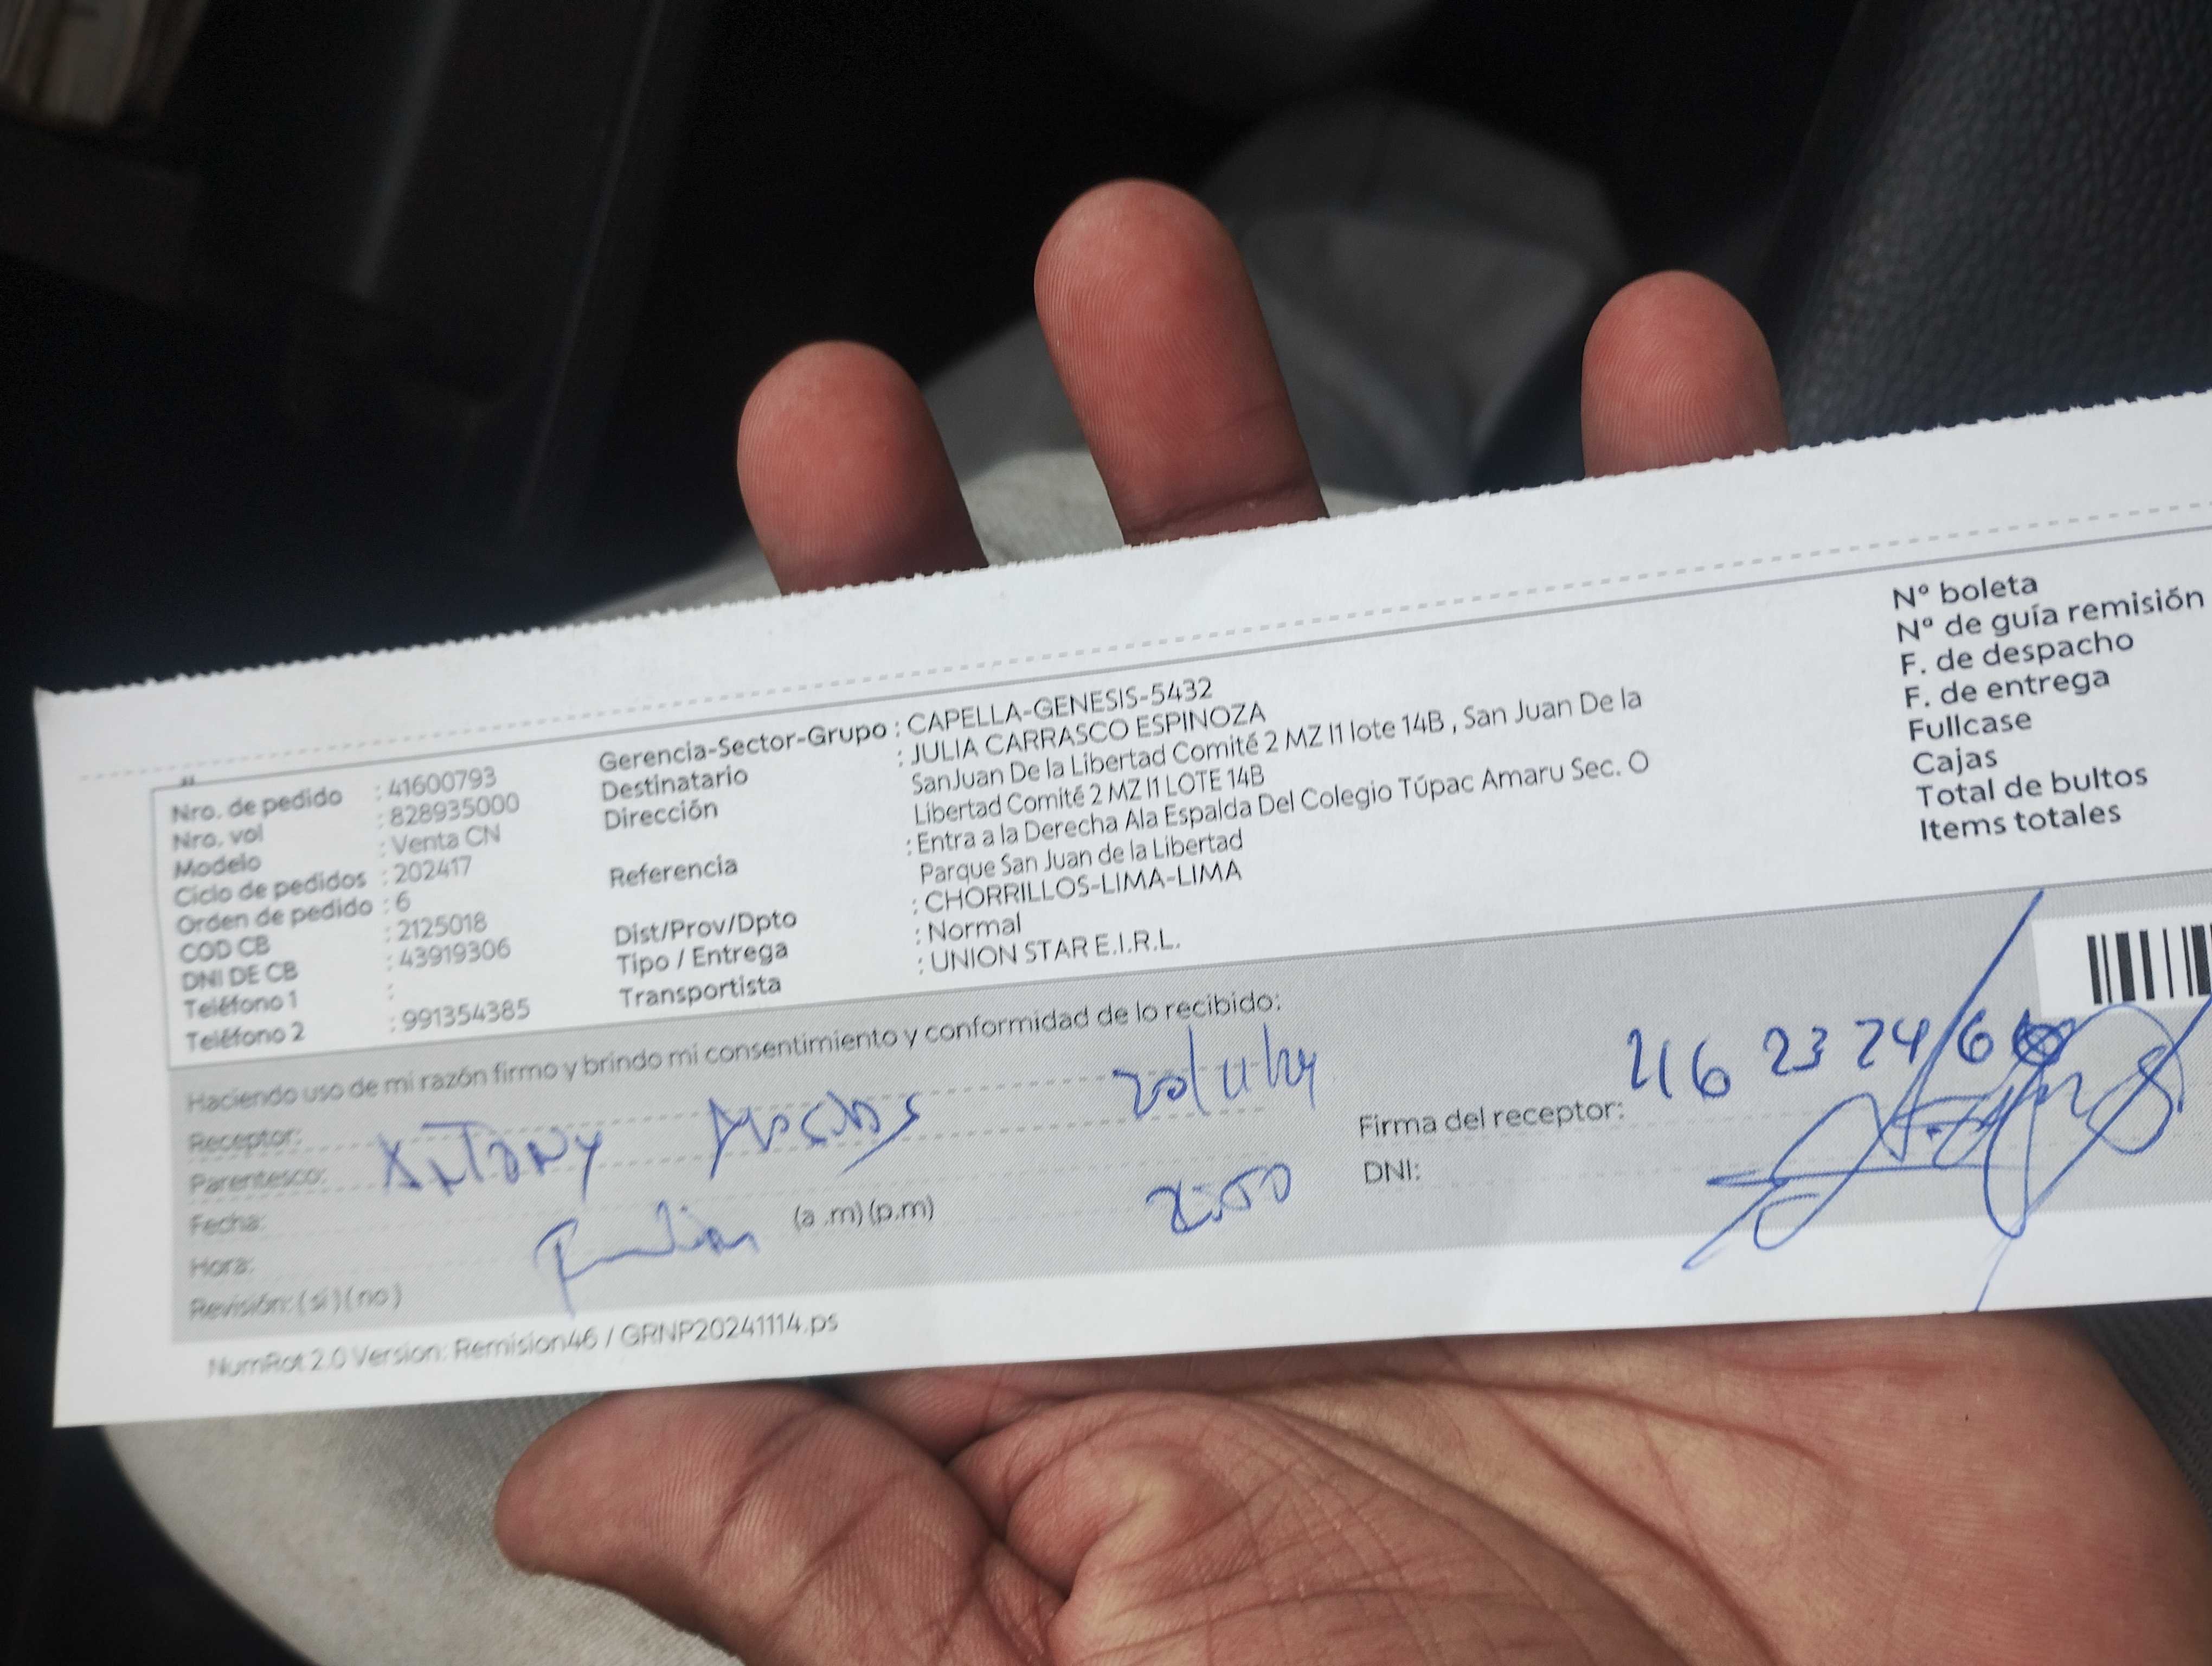 Nro. de pedido : 41600793
Nro. vol : 828935000
Modelo : Venta CN
Ciclo de pedidos : 202417
Orden de pedido : 6
COD CB : 2125018
DNI DE CB : 43919306
Teléfono 1 :
Teléfono 2 : 991354385
Gerencia-Sector-Grupo : CAPELLA-GENESIS-5432
Destinatario : JULIA CARRASCO ESPINOZA
Dirección SanJuan De la Libertad Comité 2 MZ I1 lote 14B , San Juan De la
Libertad Comité 2 MZ I1 LOTE 14B
Referencia : Entra a la Derecha Ala Espalda Del Colegio Túpac Amaru Sec. O
Parque San Juan de la Libertad
Dist/Prov/Dpto : CHORRILLOS-LIMA-LIMA
Tipo / Entrega : Normal
Transportista : UNION STAR E.I.R.L.
Nº boleta
Nº de guía remisión
F. de despacho
F. de entrega
Fullcase
Cajas
Total de bultos
Items totales
Haciendo uso de mi razón firmo y brindo mi consentimiento y conformidad de lo recibido:
Receptor:
Parentesco: ANTONY
Fecha:
Hora: (a .m) (p.m)
Revisión: ( si ) ( no )
Firma del receptor:
DNI:
NumRot 2.0 Version: Remision46 / GRNP20241114.ps